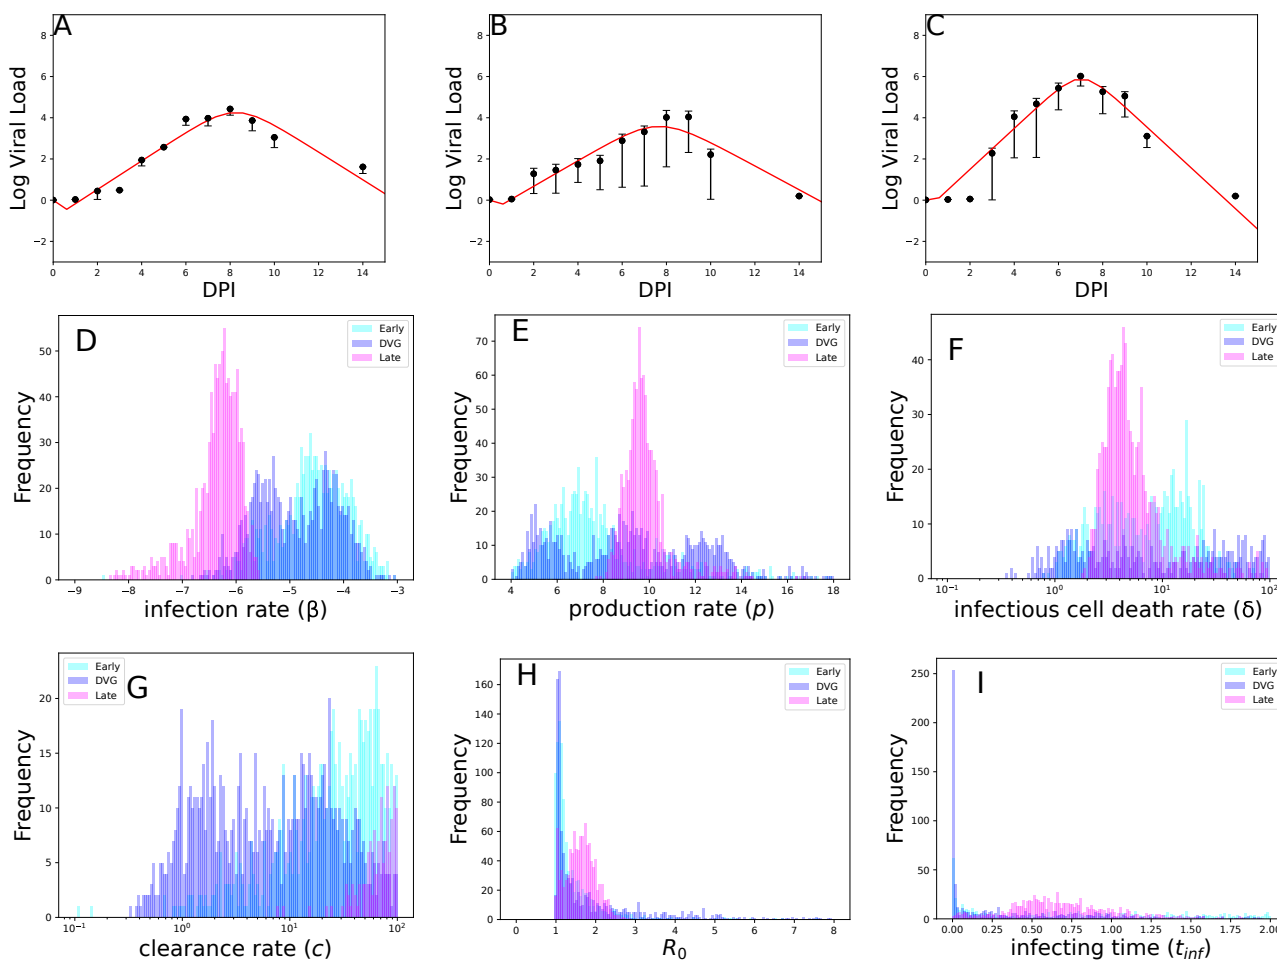 A
B
C
Log Viral Load
Log Viral Load
Log Viral Load
8
6
4
2
0
−2
8
6
4
2
0
−2
8
6
4
2
0
−2
0 2 4 6 8 10 12 14
0 2 4 6 8 10 12 14
0 2 4 6 8 10 12 14
DPI
DPI
DPI
D
E
F
Early
DVG
Late
Early
DVG
Late
Early
DVG
Late
Frequency
Frequency
Frequency
50
40
30
20
10
0
70
60
50
40
30
20
10
0
40
30
20
10
0
−9 −8 −7 −6 −5 −4 −3
4 6 8 10 12 14 16 18
10⁻¹ 10⁰ 10¹ 10²
infection rate (β)
production rate (p)
infectious cell death rate (δ)
G
H
I
Early
DVG
Late
Early
DVG
Late
Early
DVG
Late
Frequency
Frequency
Frequency
20
15
10
5
0
160
140
120
100
80
60
40
20
0
250
200
150
100
50
0
10⁻¹ 10⁰ 10¹ 10²
0 1 2 3 4 5 6 7 8
0.00 0.25 0.50 0.75 1.00 1.25 1.50 1.75 2.00
clearance rate (c)
R₀
infecting time (t_inf)